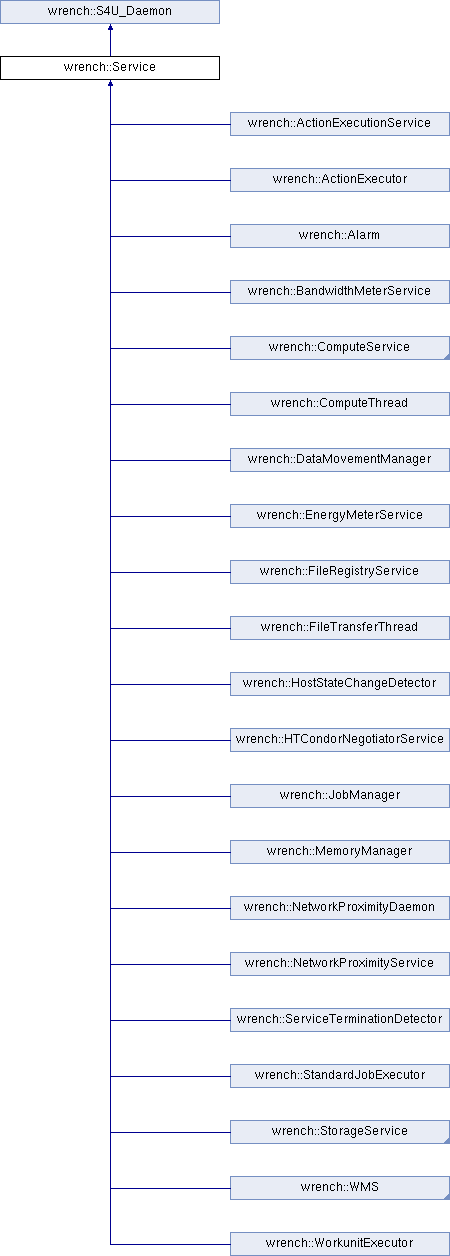 wrench::S4U_Daemon
wrench::Service
wrench::ActionExecutionService
wrench::ActionExecutor
wrench::Alarm
wrench::BandwidthMeterService
wrench::ComputeService
wrench::ComputeThread
wrench::DataMovementManager
wrench::EnergyMeterService
wrench::FileRegistryService
wrench::FileTransferThread
wrench::HostStateChangeDetector
wrench::HTCondorNegotiatorService
wrench::JobManager
wrench::MemoryManager
wrench::NetworkProximityDaemon
wrench::NetworkProximityService
wrench::ServiceTerminationDetector
wrench::StandardJobExecutor
wrench::StorageService
wrench::WMS
wrench::WorkunitExecutor